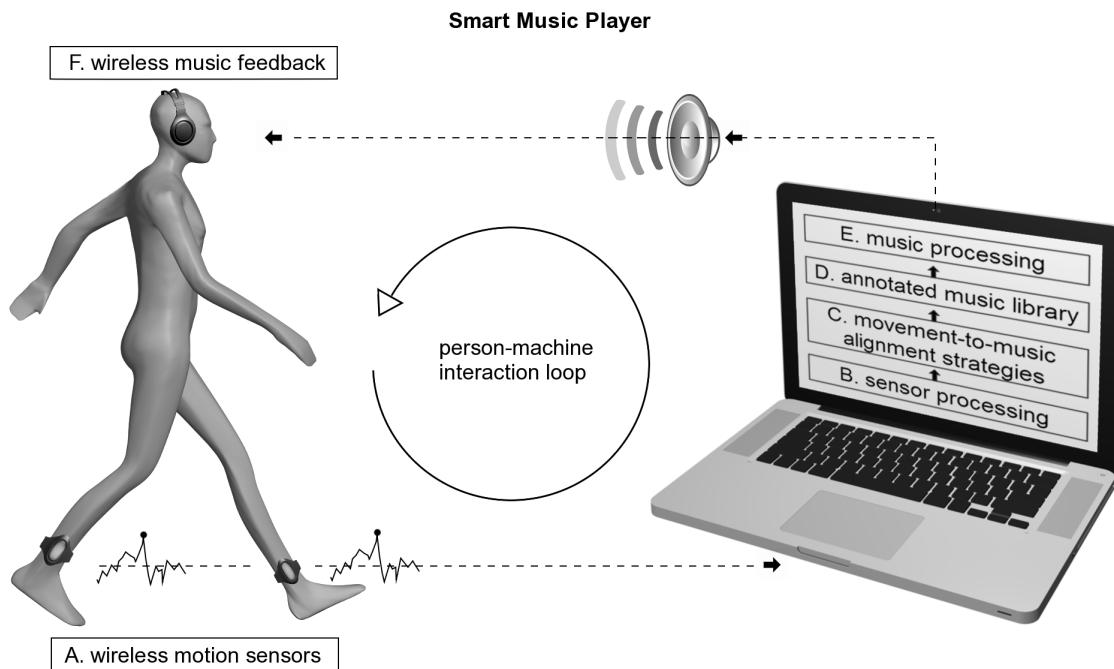 Smart Music Player
F. wireless music feedback
E. music processing
D. annotated music library
C. movement-to-music
alignment strategies
B. sensor processing
person-machine
interaction loop
A. wireless motion sensors